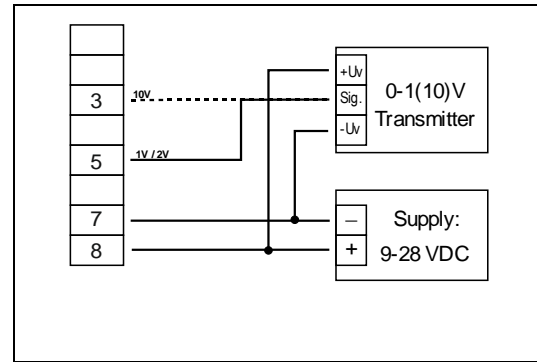 3
10V
5
1V / 2V
7
8
+Uv
Sig.
-Uv
0-1(10)V
Transmitter
–
+
Supply:
9-28 VDC